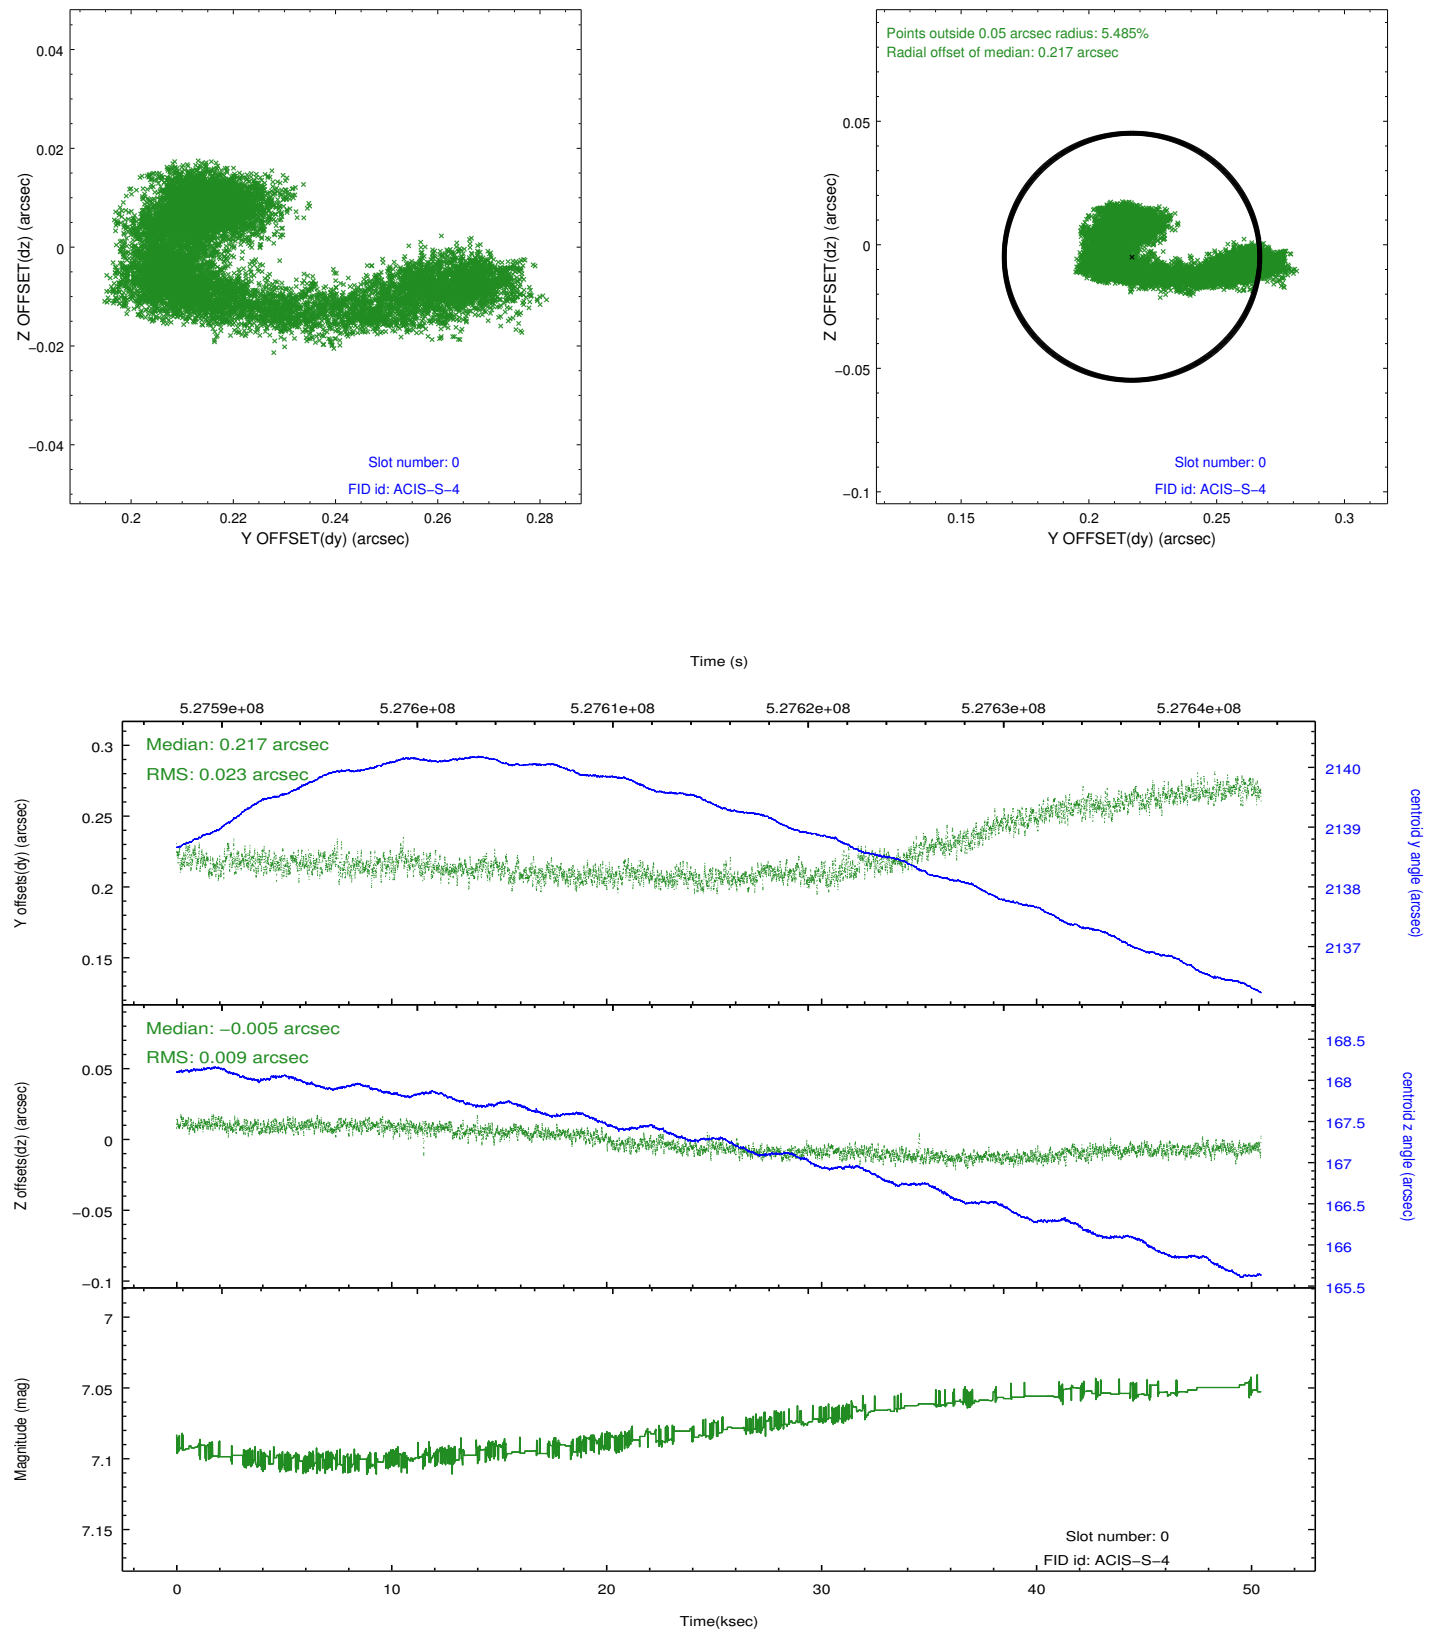 0.04
0.02
0
−0.02
−0.04
Z OFFSET(dz) (arcsec)
Slot number: 0
FID id: ACIS−S−4
0.2 0.22 0.24 0.26 0.28
Y OFFSET(dy) (arcsec)
Points outside 0.05 arcsec radius: 5.485%
Radial offset of median: 0.217 arcsec
0.05
0
−0.05
−0.1
Z OFFSET(dz) (arcsec)
Slot number: 0
FID id: ACIS−S−4
0.15 0.2 0.25 0.3
Y OFFSET(dy) (arcsec)
Time (s)
5.2759e+08 5.276e+08 5.2761e+08 5.2762e+08 5.2763e+08 5.2764e+08
Median: 0.217 arcsec
RMS: 0.023 arcsec
0.3
0.25
0.2
0.15
Y offsets(dy) (arcsec)
2140
2139
2138
2137
centroid y angle (arcsec)
Median: −0.005 arcsec
RMS: 0.009 arcsec
0.05
0
−0.05
−0.1
Z offsets(dz) (arcsec)
168.5
168
167.5
167
166.5
166
165.5
centroid z angle (arcsec)
7
7.05
7.1
7.15
Magnitude (mag)
Slot number: 0
FID id: ACIS−S−4
0 10 20 30 40 50
Time(ksec)